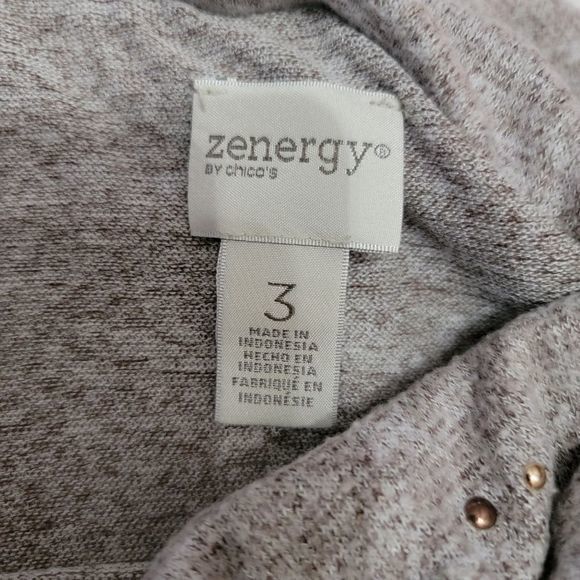 zenergy®
BY chico's
3
MADE IN
INDONESIA
HECHO EN
INDONESIA
FABRIQUÉ EN
INDONÉSIE